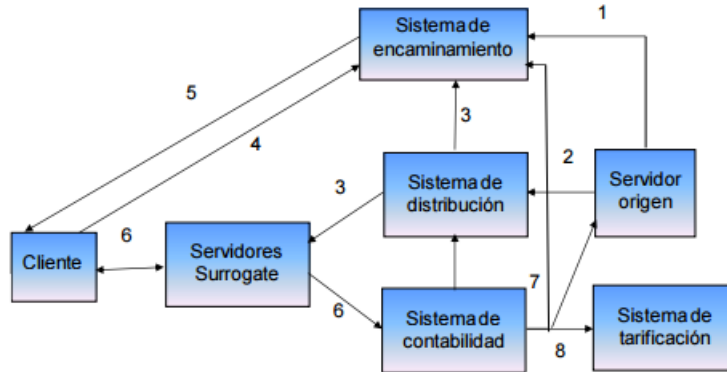 Sistema de
encaminamiento
1
5
4
3
2
Sistema de
distribución
Servidor
origen
3
6
Cliente
Servidores
Surrogate
6
7
Sistema de
contabilidad
8
Sistema de
tarificación